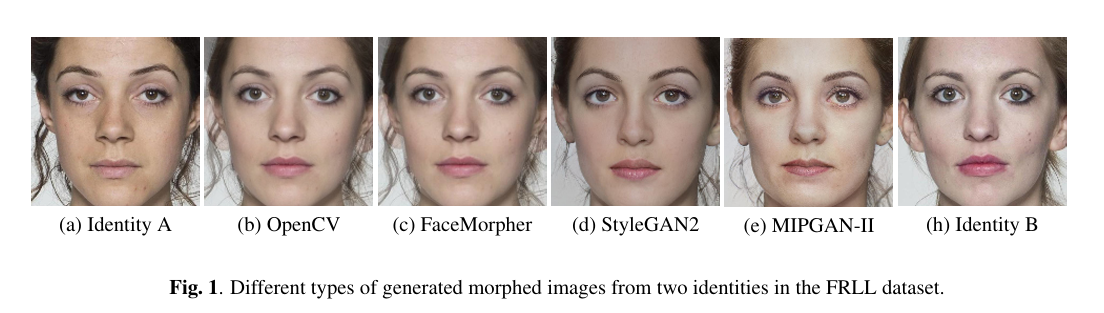 (a) Identity A (b) OpenCV (c) FaceMorpher (d) StyleGAN2 (e) MIPGAN-II (h) Identity B
Fig. 1. Different types of generated morphed images from two identities in the FRLL dataset.